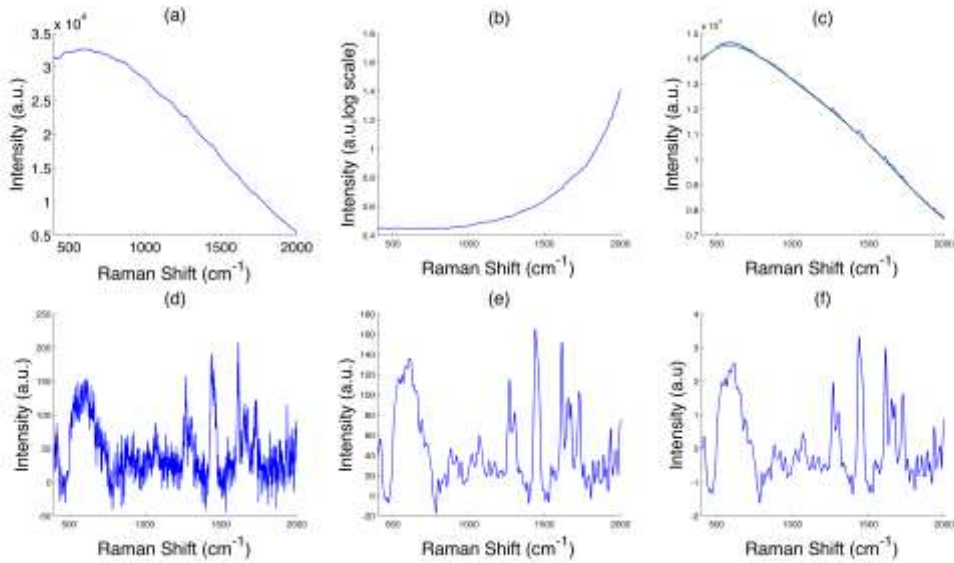 (a)
x 10⁴
3.5
3
2.5
2
1.5
1
0.5
Intensity (a.u.)
500 1000 1500 2000
Raman Shift (cm⁻¹)
(b)
1.8
1.6
1.4
1.2
1
0.8
0.6
0.4
Intensity (a.u,log scale)
500 1000 1500 2000
Raman Shift (cm⁻¹)
(c)
x 10
1.5
1.4
1.3
1.2
1.1
1
0.9
0.8
0.7
Intensity (a.u.)
500 1000 1500 2000
Raman Shift (cm⁻¹)
(d)
250
200
150
100
50
0
-50
Intensity (a.u.)
500 1000 1500 2000
Raman Shift (cm⁻¹)
(e)
180
160
140
120
100
80
60
40
20
0
-20
Intensity (a.u.)
500 1000 1500 2000
Raman Shift (cm⁻¹)
(f)
4
3
2
1
0
-1
-2
Intensity (a.u)
500 1000 1500 2000
Raman Shift (cm⁻¹)